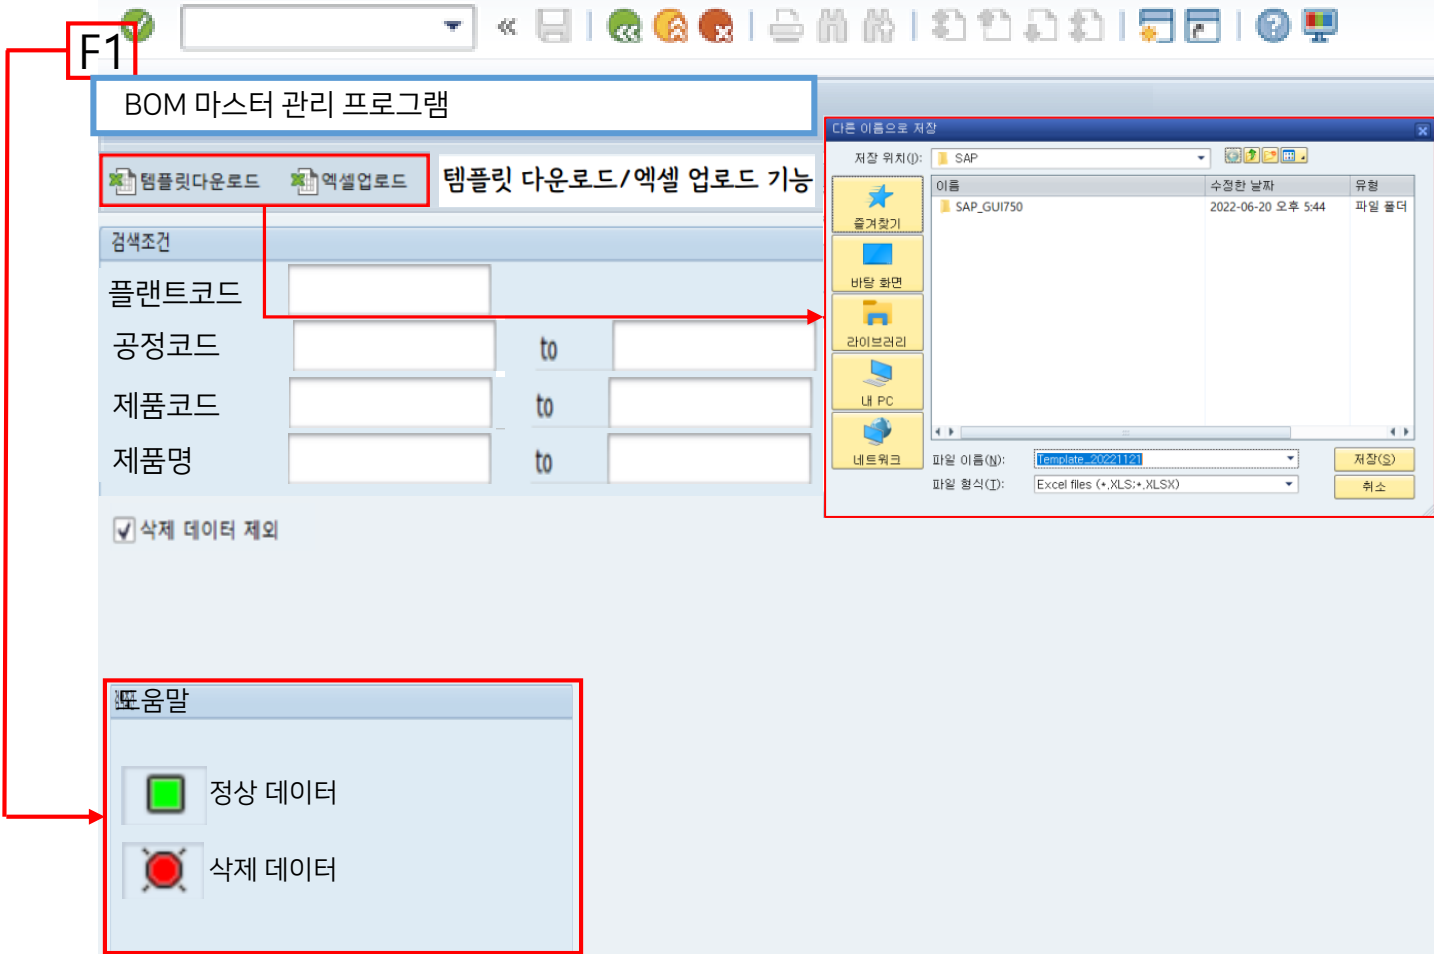 F1
BOM 마스터 관리 프로그램
템플릿다운로드 엑셀업로드 템플릿 다운로드/엑셀 업로드 기능
검색조건
플랜트코드
공정코드 to
제품코드 to
제품명 to
삭제 데이터 제외
다른 이름으로 저장
저장 위치(I): SAP
이름 수정한 날짜 유형
SAP_GUI750 2022-06-20 오후 5:44 파일 폴더
즐겨찾기
바탕 화면
라이브러리
내 PC
네트워크
파일 이름(N): Template_20221121 저장(S)
파일 형식(T): Excel files (*.XLS;*.XLSX) 취소
도움말
정상 데이터
삭제 데이터